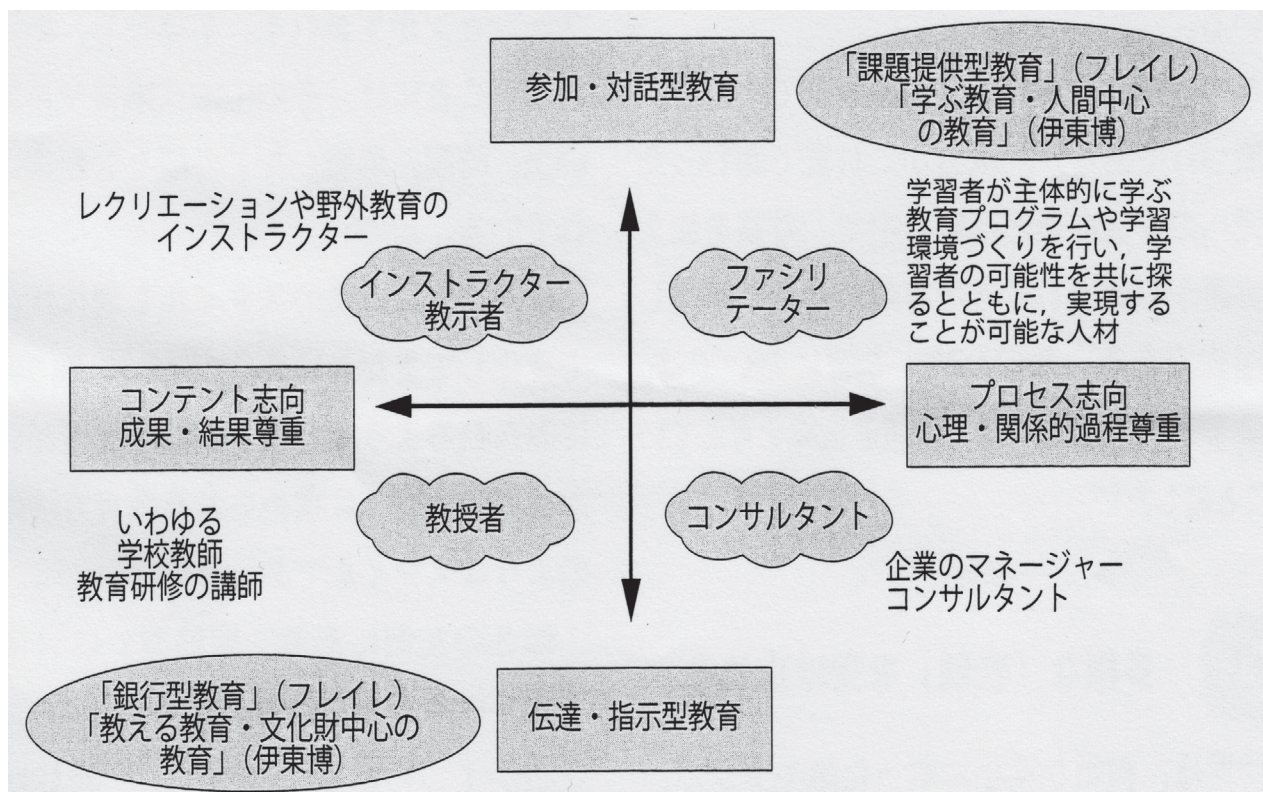 参加・対話型教育
「課題提供型教育」（フレイレ）
「学ぶ教育・人間中心
の教育」（伊東博）
レクリエーションや野外教育の
インストラクター
学習者が主体的に学ぶ
教育プログラムや学習
環境づくりを行い，学
習者の可能性を共に探
るとともに，実現する
ことが可能な人材
インストラクター
教示者
ファシリ
テーター
コンテント志向
成果・結果尊重
プロセス志向
心理・関係的過程尊重
教授者
コンサルタント
いわゆる
学校教師
教育研修の講師
企業のマネージャー
コンサルタント
「銀行型教育」（フレイレ）
「教える教育・文化財中心の
教育」（伊東博）
伝達・指示型教育